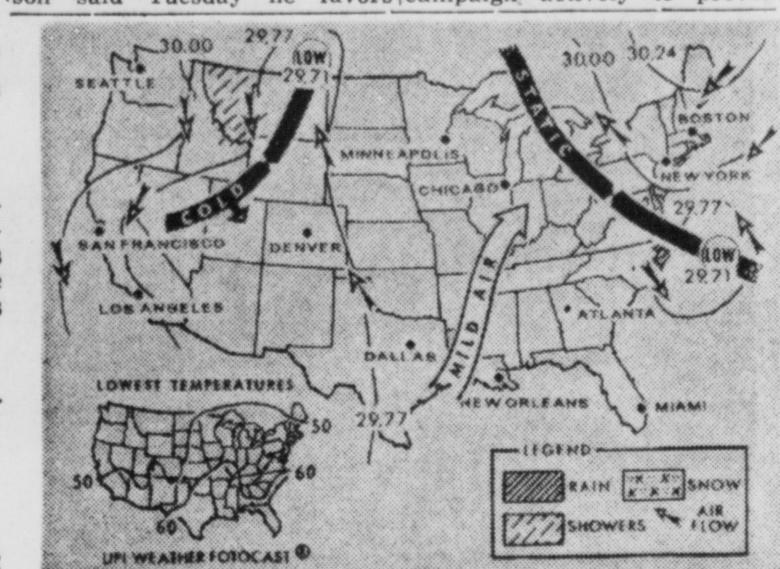 son said Tuesday he favors campaign activity to
30.00
29.77
LOW
29.71
SEATTLE
30.00
30.24
STATIC
BOSTON
MINNEAPOLIS
NEW YORK
CHICAGO
COLD
29.77
SAN FRANCISCO
DENVER
LOW
29.71
LOS ANGELES
MILD AIR
ATLANTA
DALLAS
LOWEST TEMPERATURES
NEW ORLEANS
MIAMI
29.77
50
50
60
60
LEGEND
RAIN
SNOW
SHOWERS
AIR
FLOW
UPI WEATHER FOTOCAST ®